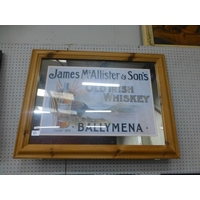 James McAllister & Son's
OLD IRISH
WHISKEY
BALLYMENA